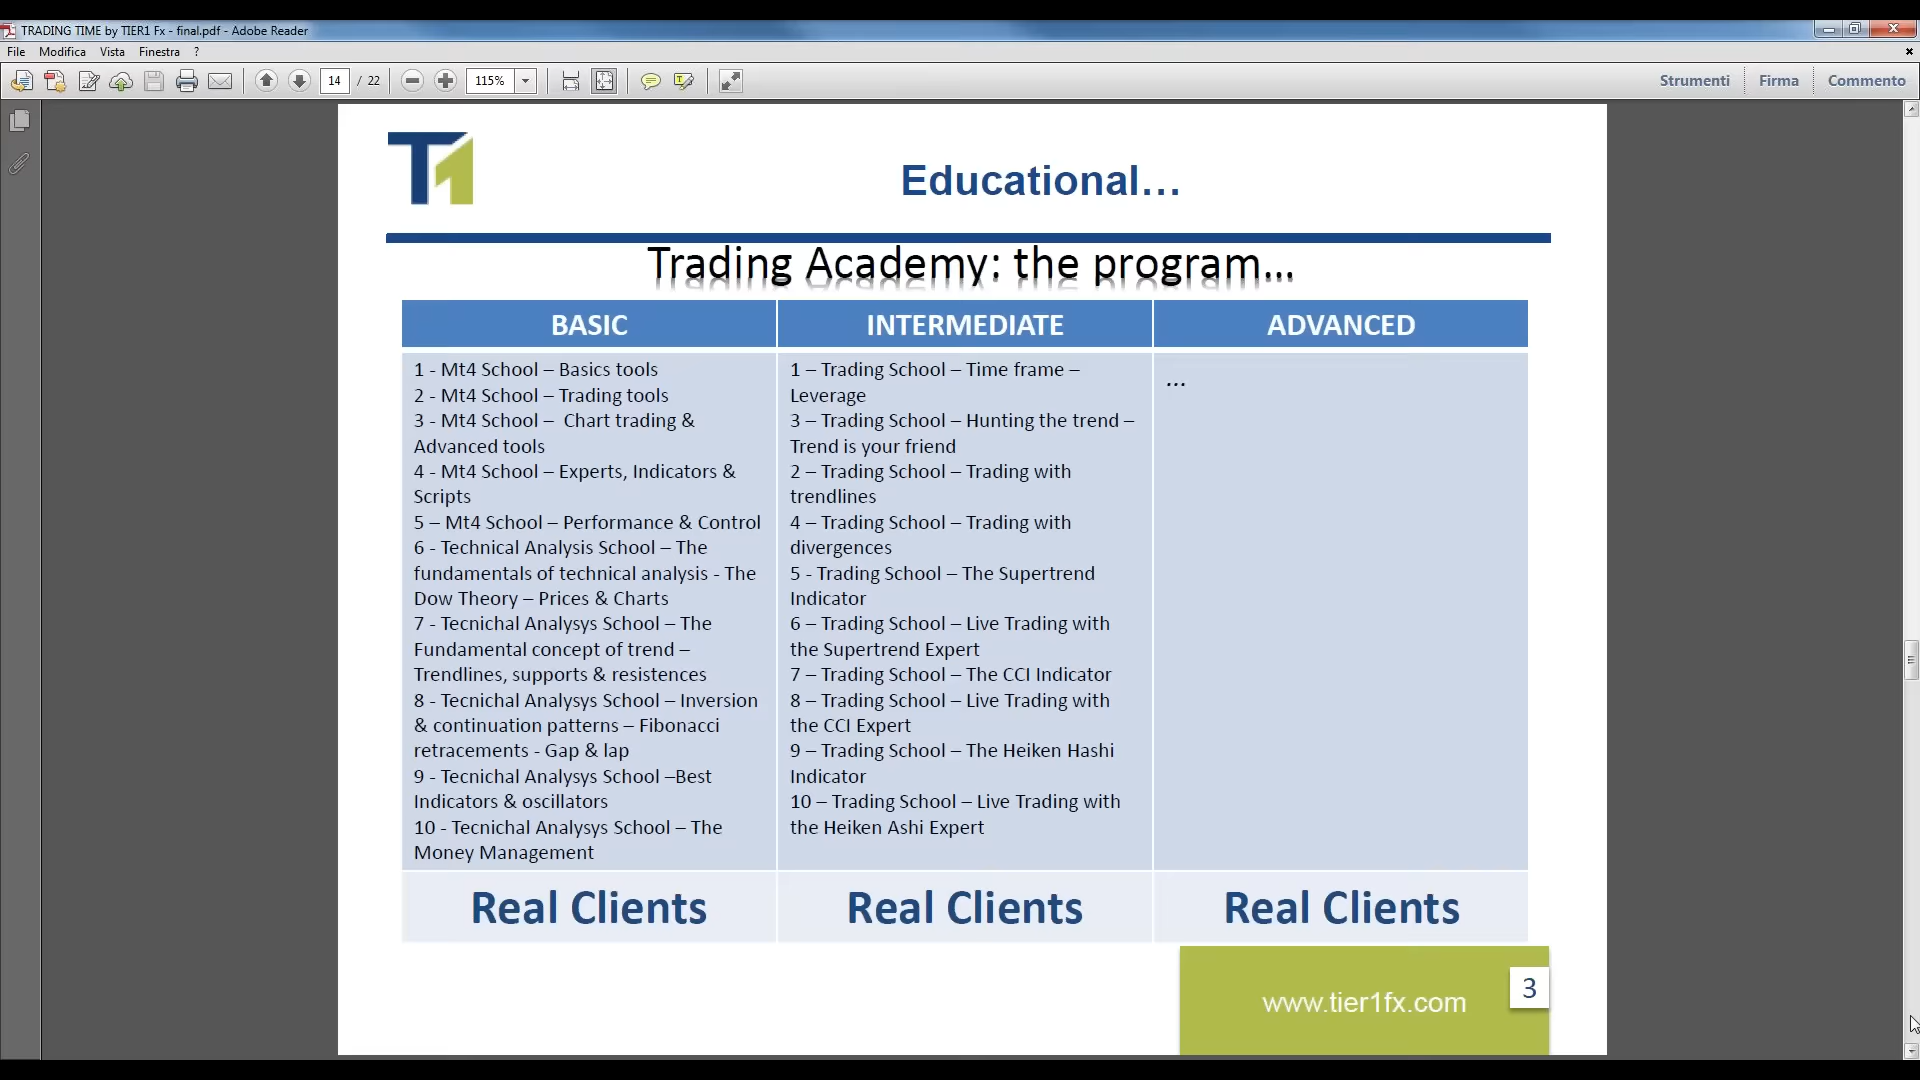 TRADING TIME by TIER1 Fx - final.pdf - Adobe Reader
File Modifica Vista Finestra ?
14 / 22 115% Strumenti Firma Commento
T1
Educational...
Trading Academy: the program...
BASIC
1 - Mt4 School – Basics tools
2 - Mt4 School – Trading tools
3 - Mt4 School –  Chart trading &
Advanced tools
4 - Mt4 School – Experts, Indicators &
Scripts
5 – Mt4 School – Performance & Control
6 - Technical Analysis School – The
fundamentals of technical analysis - The
Dow Theory – Prices & Charts
7 - Tecnichal Analysys School – The
Fundamental concept of trend –
Trendlines, supports & resistences
8 - Tecnichal Analysys School – Inversion
& continuation patterns – Fibonacci
retracements - Gap & lap
9 - Tecnichal Analysys School –Best
Indicators & oscillators
10 - Tecnichal Analysys School – The
Money Management
Real Clients
INTERMEDIATE
1 – Trading School – Time frame –
Leverage
3 – Trading School – Hunting the trend –
Trend is your friend
2 – Trading School – Trading with
trendlines
4 – Trading School – Trading with
divergences
5 - Trading School – The Supertrend
Indicator
6 – Trading School – Live Trading with
the Supertrend Expert
7 – Trading School – The CCI Indicator
8 – Trading School – Live Trading with
the CCI Expert
9 – Trading School – The Heiken Hashi
Indicator
10 – Trading School – Live Trading with
the Heiken Ashi Expert
Real Clients
ADVANCED
...
Real Clients
www.tier1fx.com
3